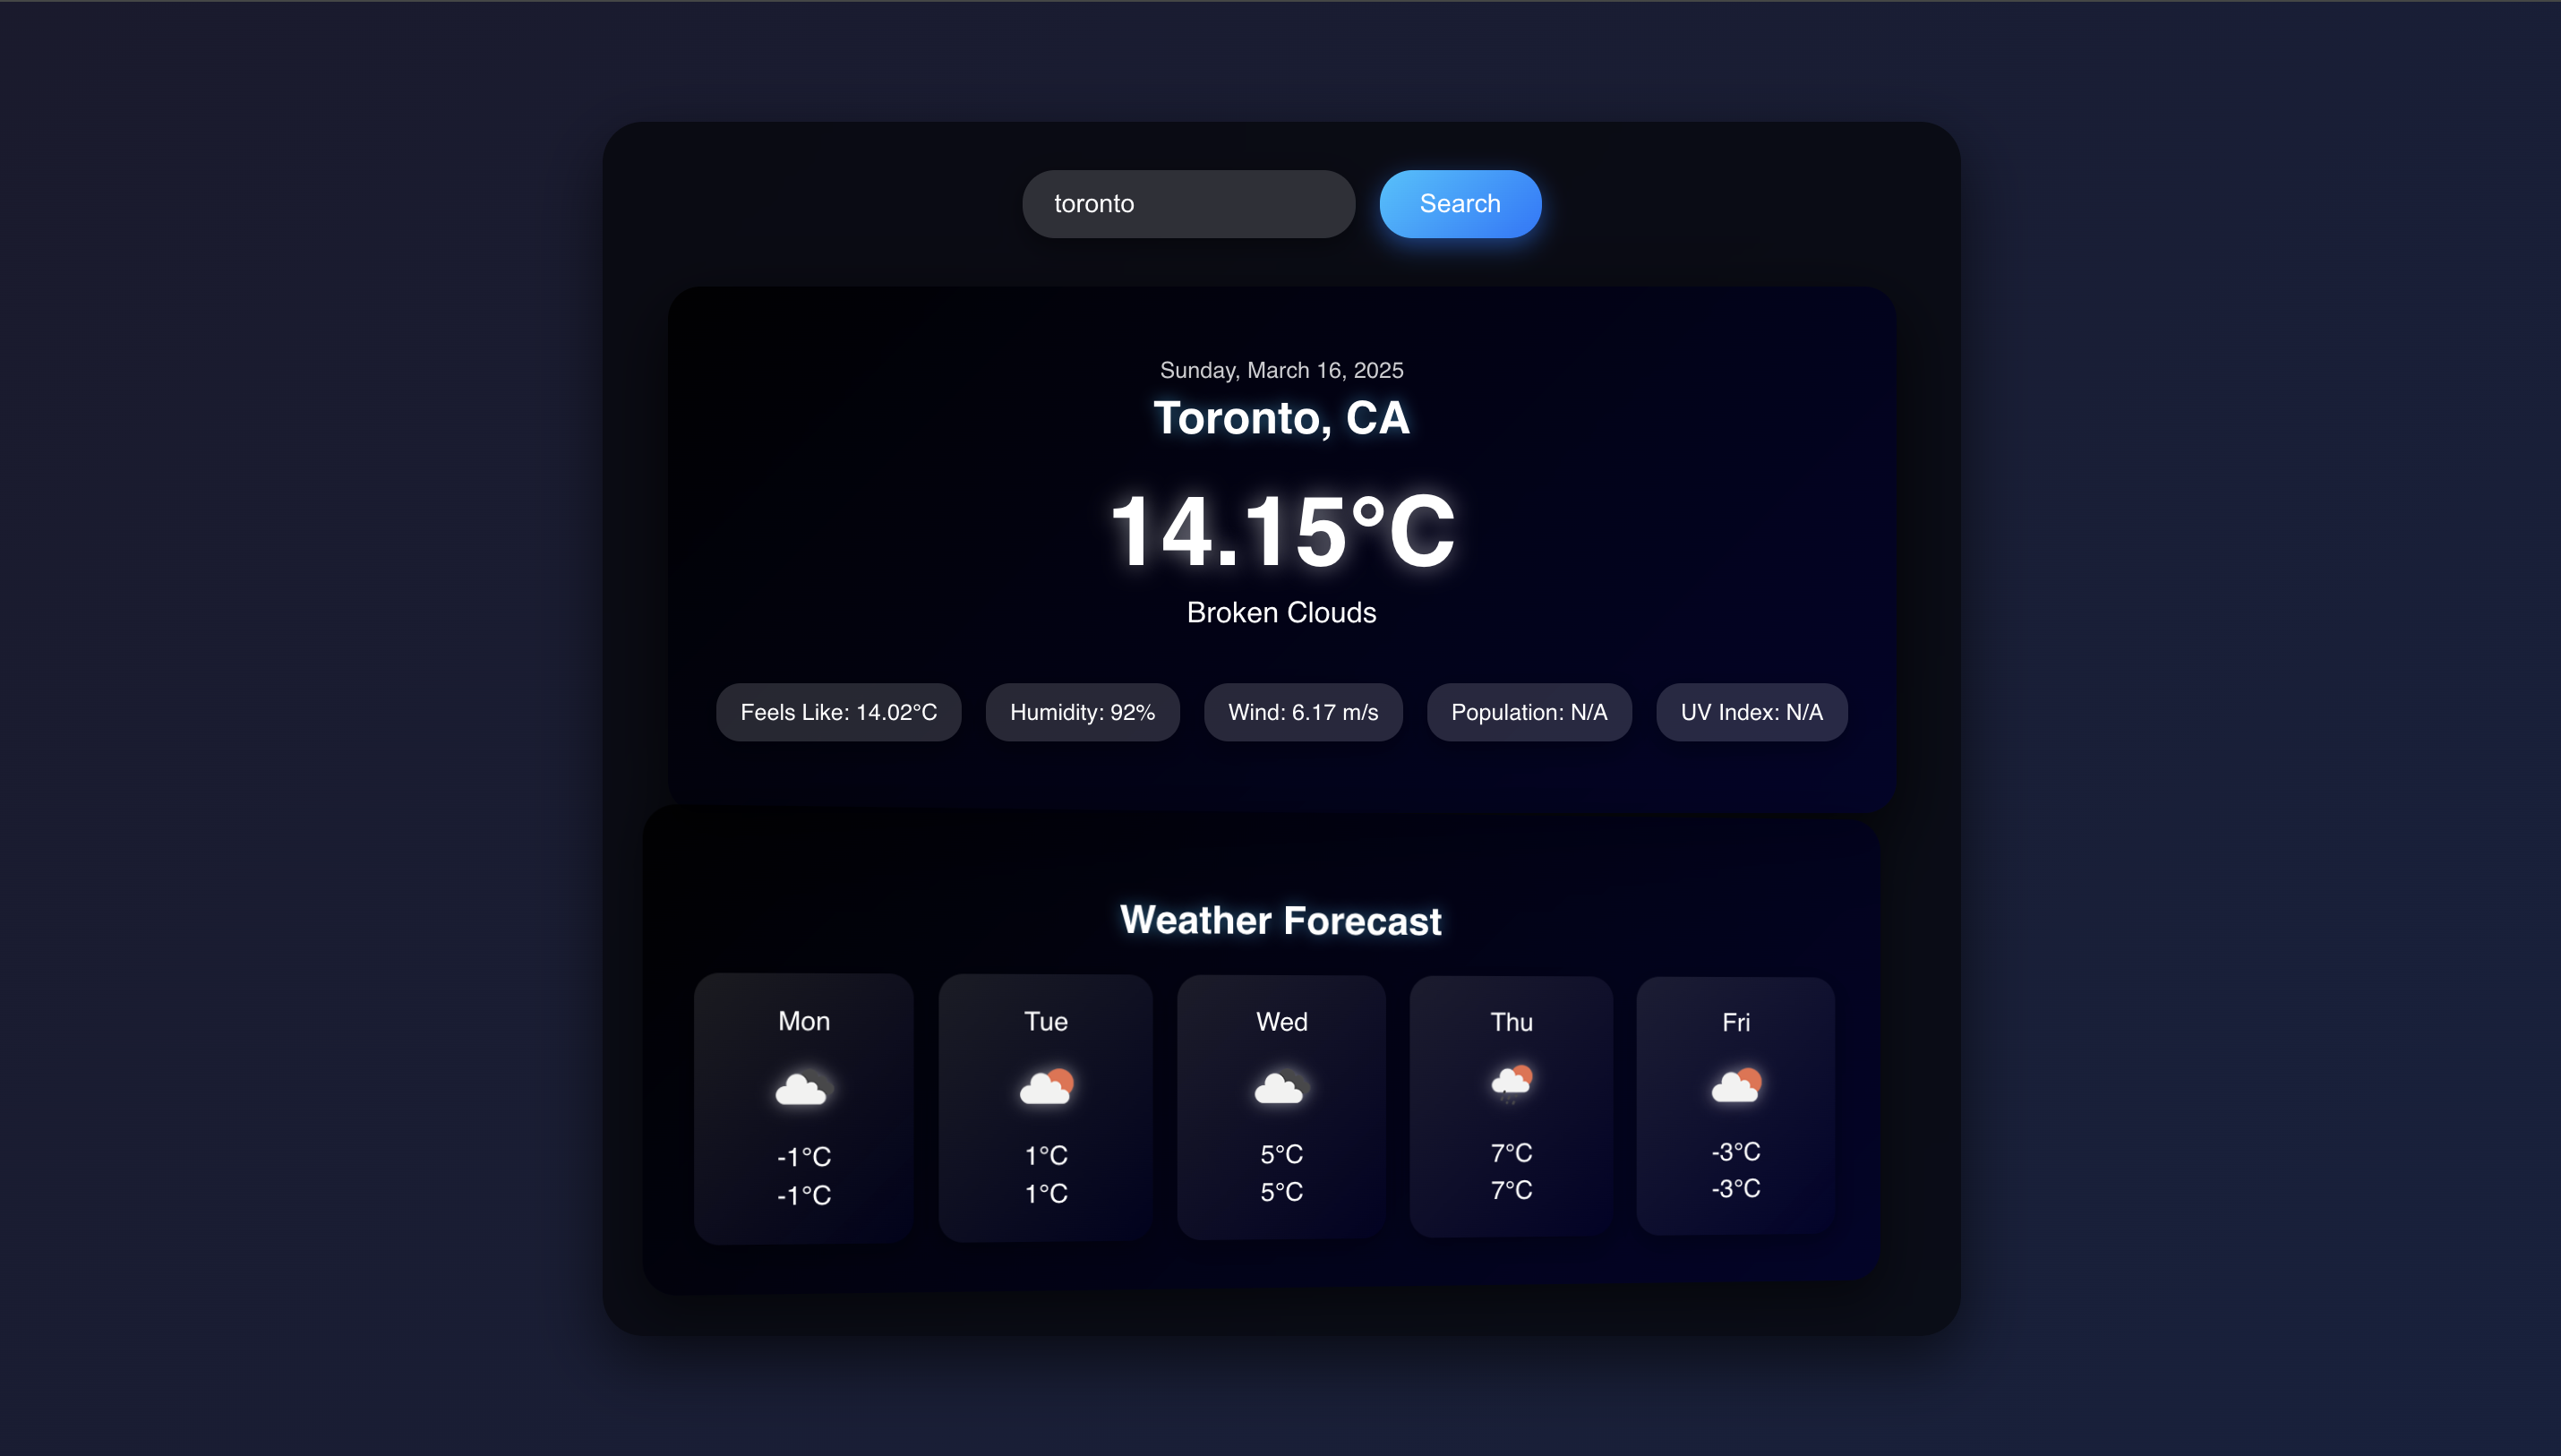 toronto
Search
Sunday, March 16, 2025
Toronto, CA
14.15°C
Broken Clouds
Feels Like: 14.02°C Humidity: 92% Wind: 6.17 m/s Population: N/A UV Index: N/A
Weather Forecast
Mon Tue Wed Thu Fri
-1°C 1°C 5°C 7°C -3°C
-1°C 1°C 5°C 7°C -3°C